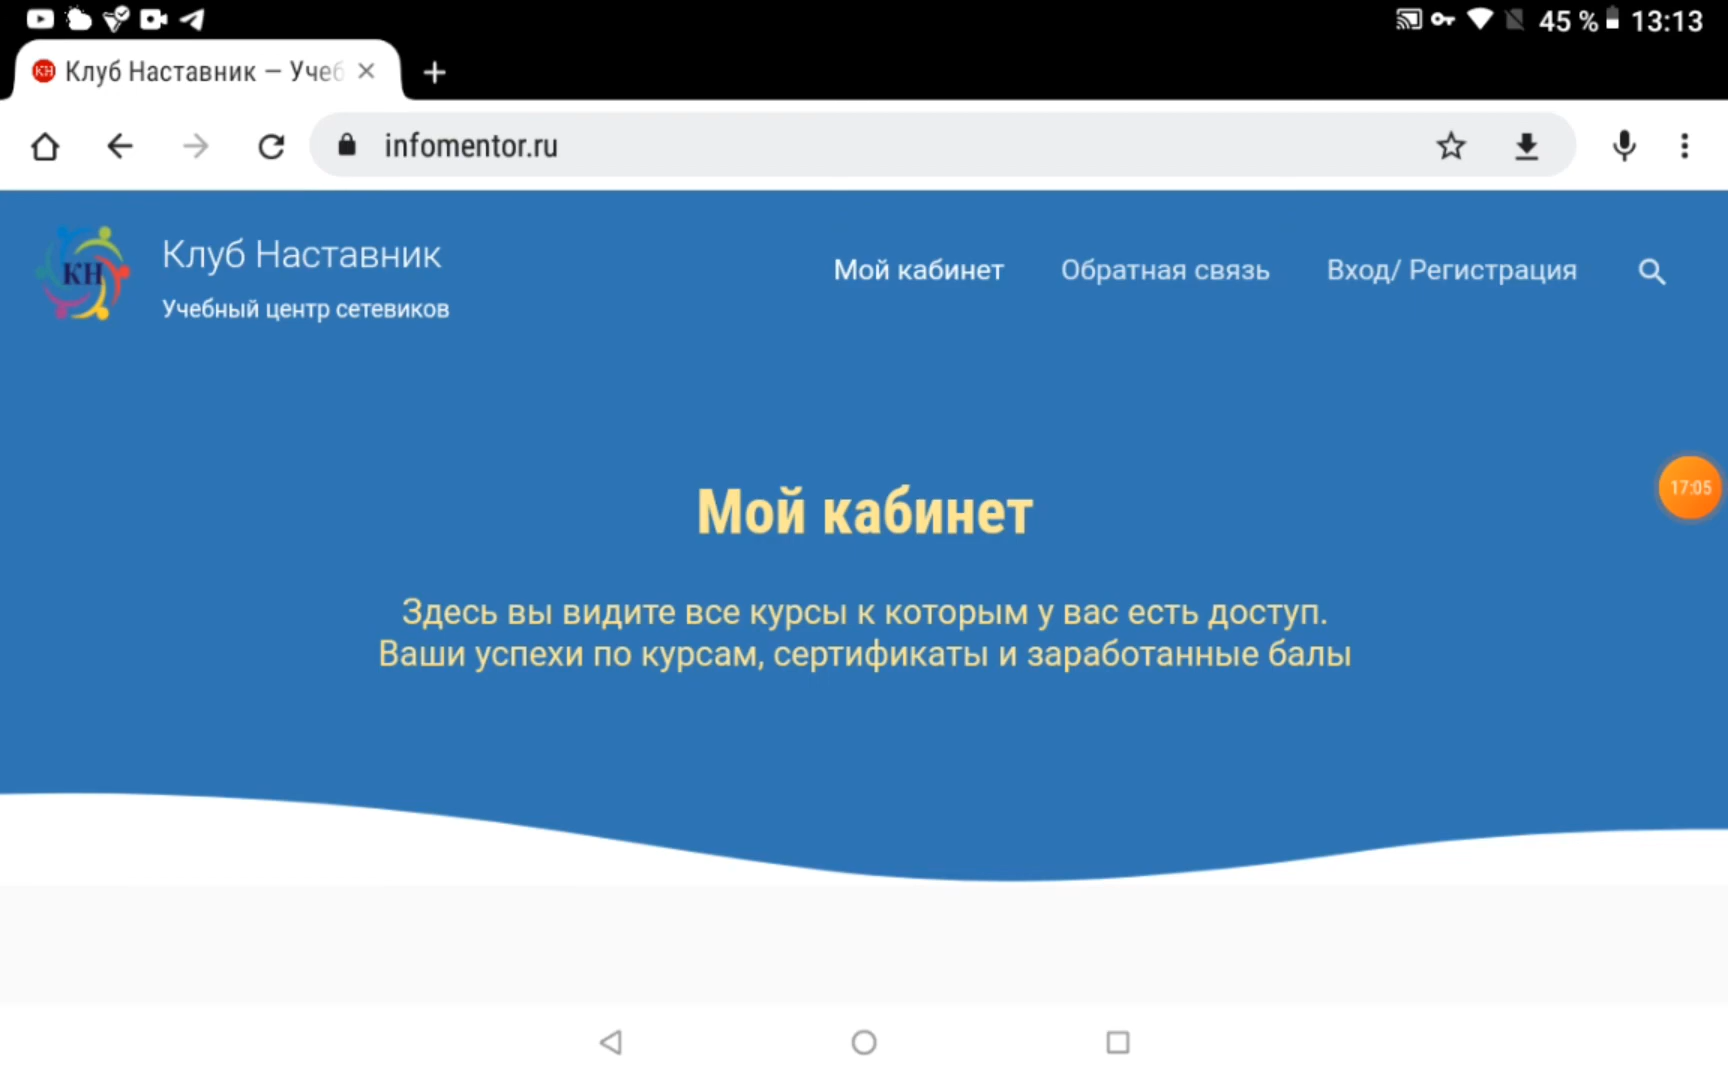 45 % 13:13
КН Клуб Наставник — Учеб
infomentor.ru
КН
Клуб Наставник
Учебный центр сетевиков
Мой кабинет Обратная связь Вход/ Регистрация
17:05
Мой кабинет
Здесь вы видите все курсы к которым у вас есть доступ.
Ваши успехи по курсам, сертификаты и заработанные балы